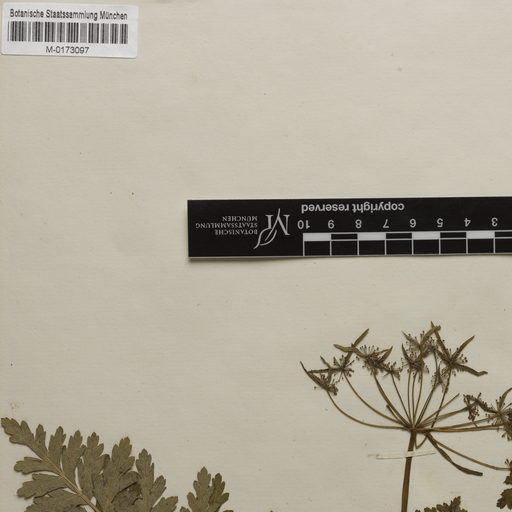 Botanische Staatssammlung München
M-0173097
copyright reserved
10 9 8 7 6 5 4 3
BOTANISCHE
STAATSSAMMLUNG
MÜNCHEN